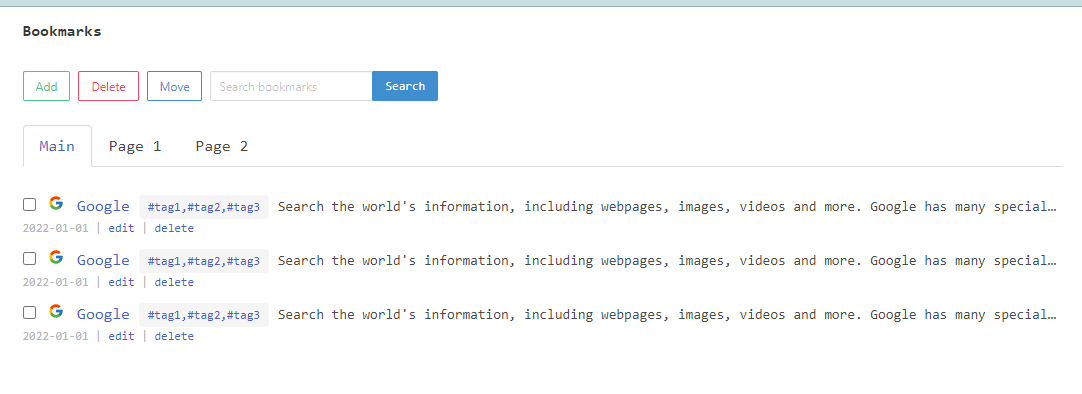 Bookmarks
Add Delete Move Search bookmarks Search
Main Page 1 Page 2
Google #tag1,#tag2,#tag3 Search the world's information, including webpages, images, videos and more. Google has many special…
2022-01-01 | edit | delete
Google #tag1,#tag2,#tag3 Search the world's information, including webpages, images, videos and more. Google has many special…
2022-01-01 | edit | delete
Google #tag1,#tag2,#tag3 Search the world's information, including webpages, images, videos and more. Google has many special…
2022-01-01 | edit | delete